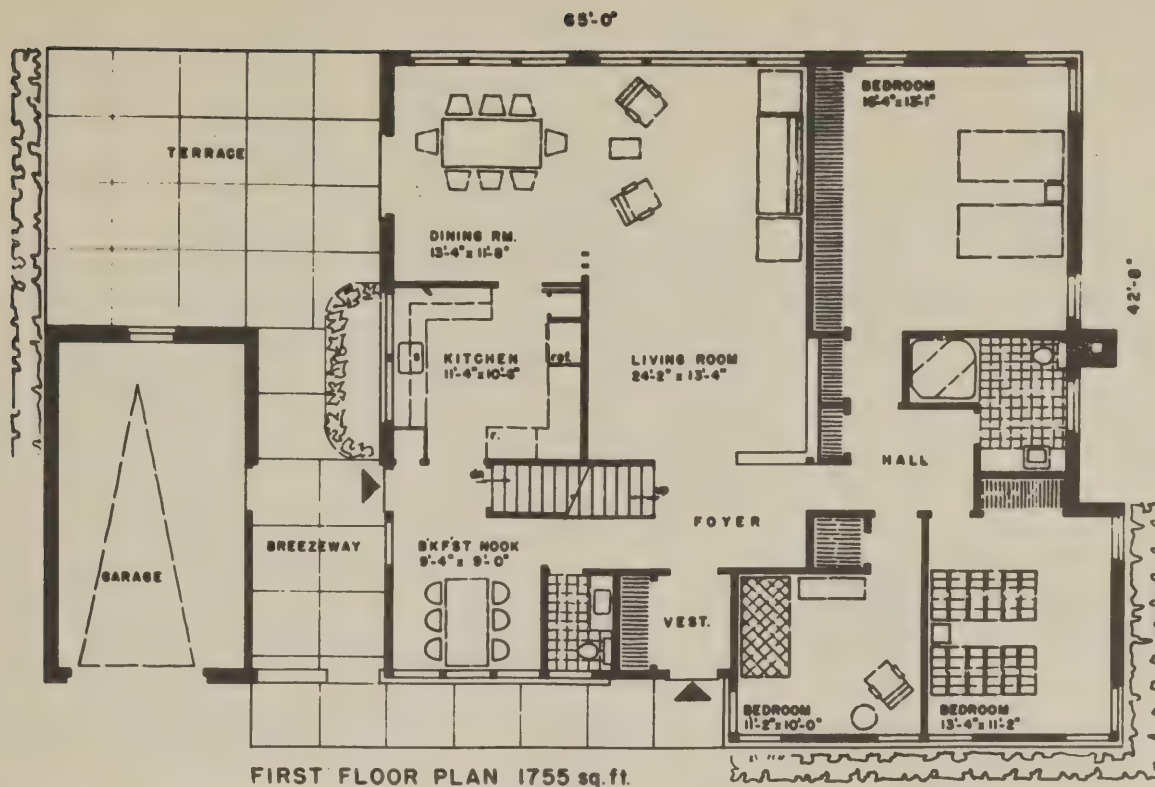 65'-0"
TERRACE
BEDROOM
16'-4" x 13'-1"
DINING RM.
13'-4" x 11'-8"
42'-8"
S
KITCHEN
11'-4" x 10'-6"
ref.
LIVING ROOM
24'-2" x 13'-4"
r.
HALL
dn
up
FOYER
BREEZEWAY
B'KF'ST NOOK
9'-4" x 9'-0"
GARAGE
VEST.
BEDROOM
11'-2" x 10'-0"
BEDROOM
13'-4" x 11'-2"
FIRST FLOOR PLAN 1755 sq.ft.